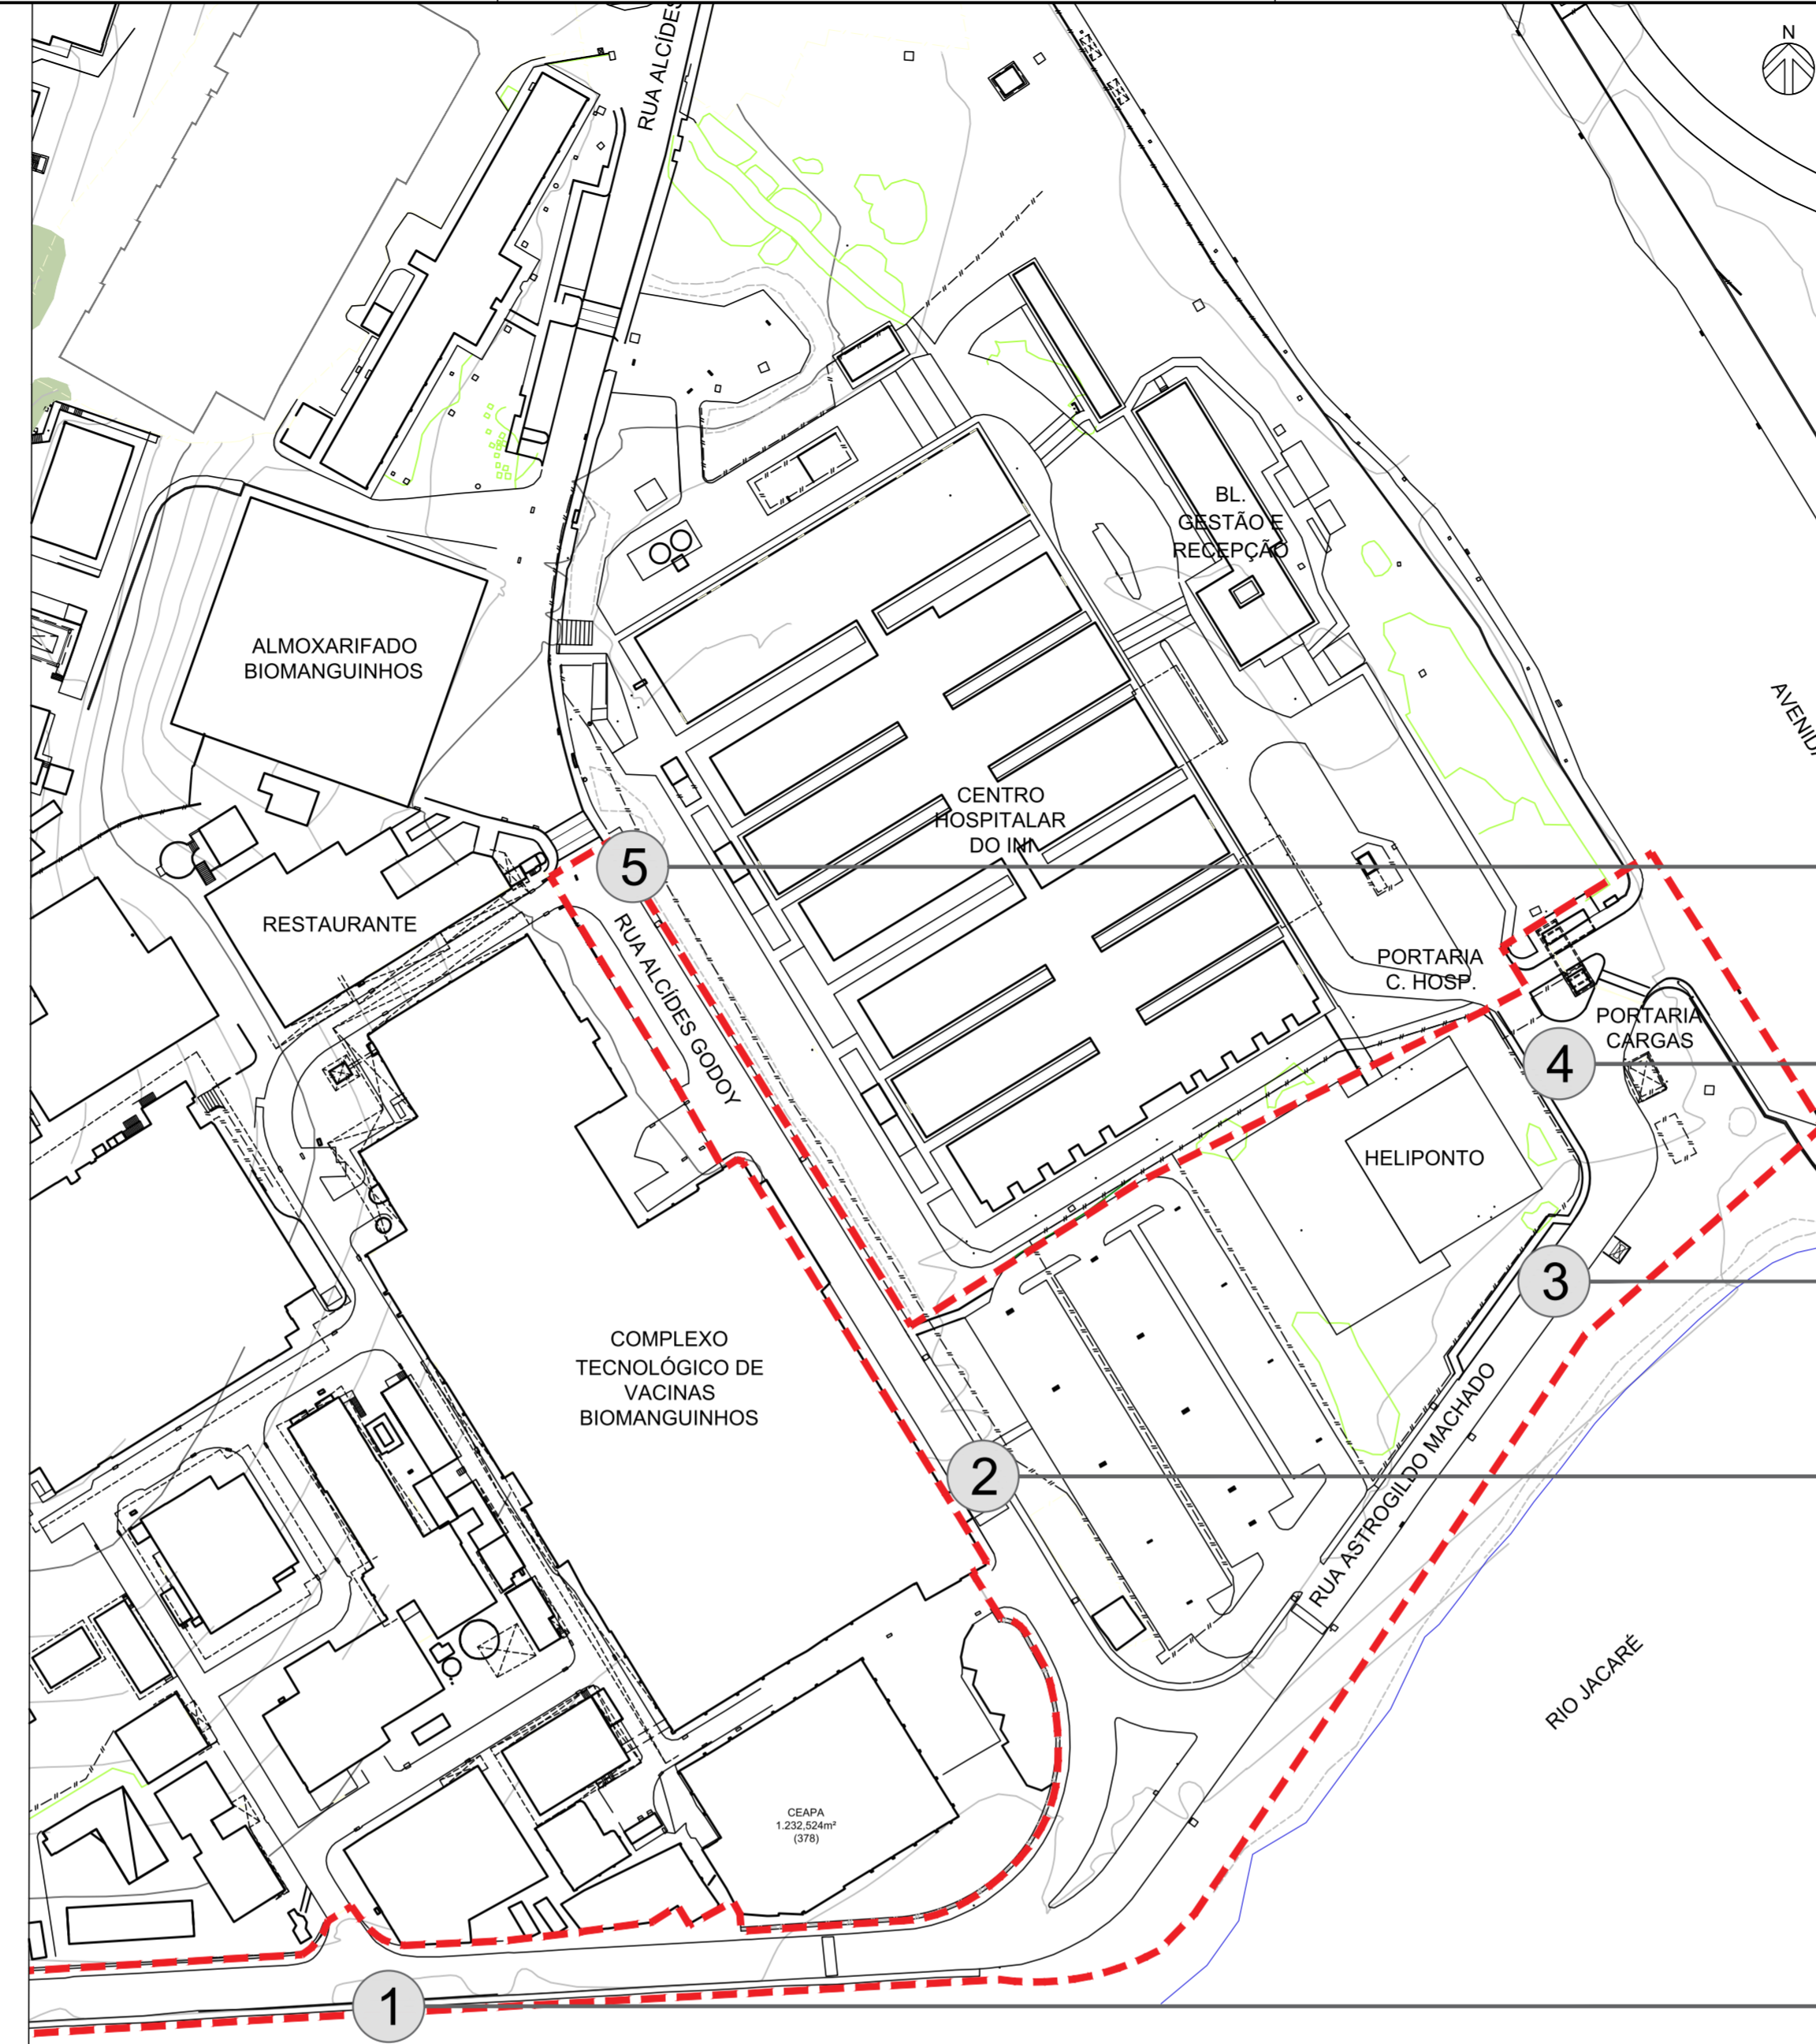 RUA ALCÍDES
N
BL.
GESTÃO E
RECEPÇÃO
ALMOXARIFADO
BIOMANGUINHOS
CENTRO
HOSPITALAR
DO INI
5
RESTAURANTE
RUA ALCÍDES GODOY
PORTARIA
C. HOSP.
PORTARIA
CARGAS
4
HELIPONTO
3
COMPLEXO
TECNOLÓGICO DE
VACINAS
BIOMANGUINHOS
RUA ASTROGILDO MACHADO
2
RIO JACARÉ
CEAPA
1.232,524m²
(378)
1